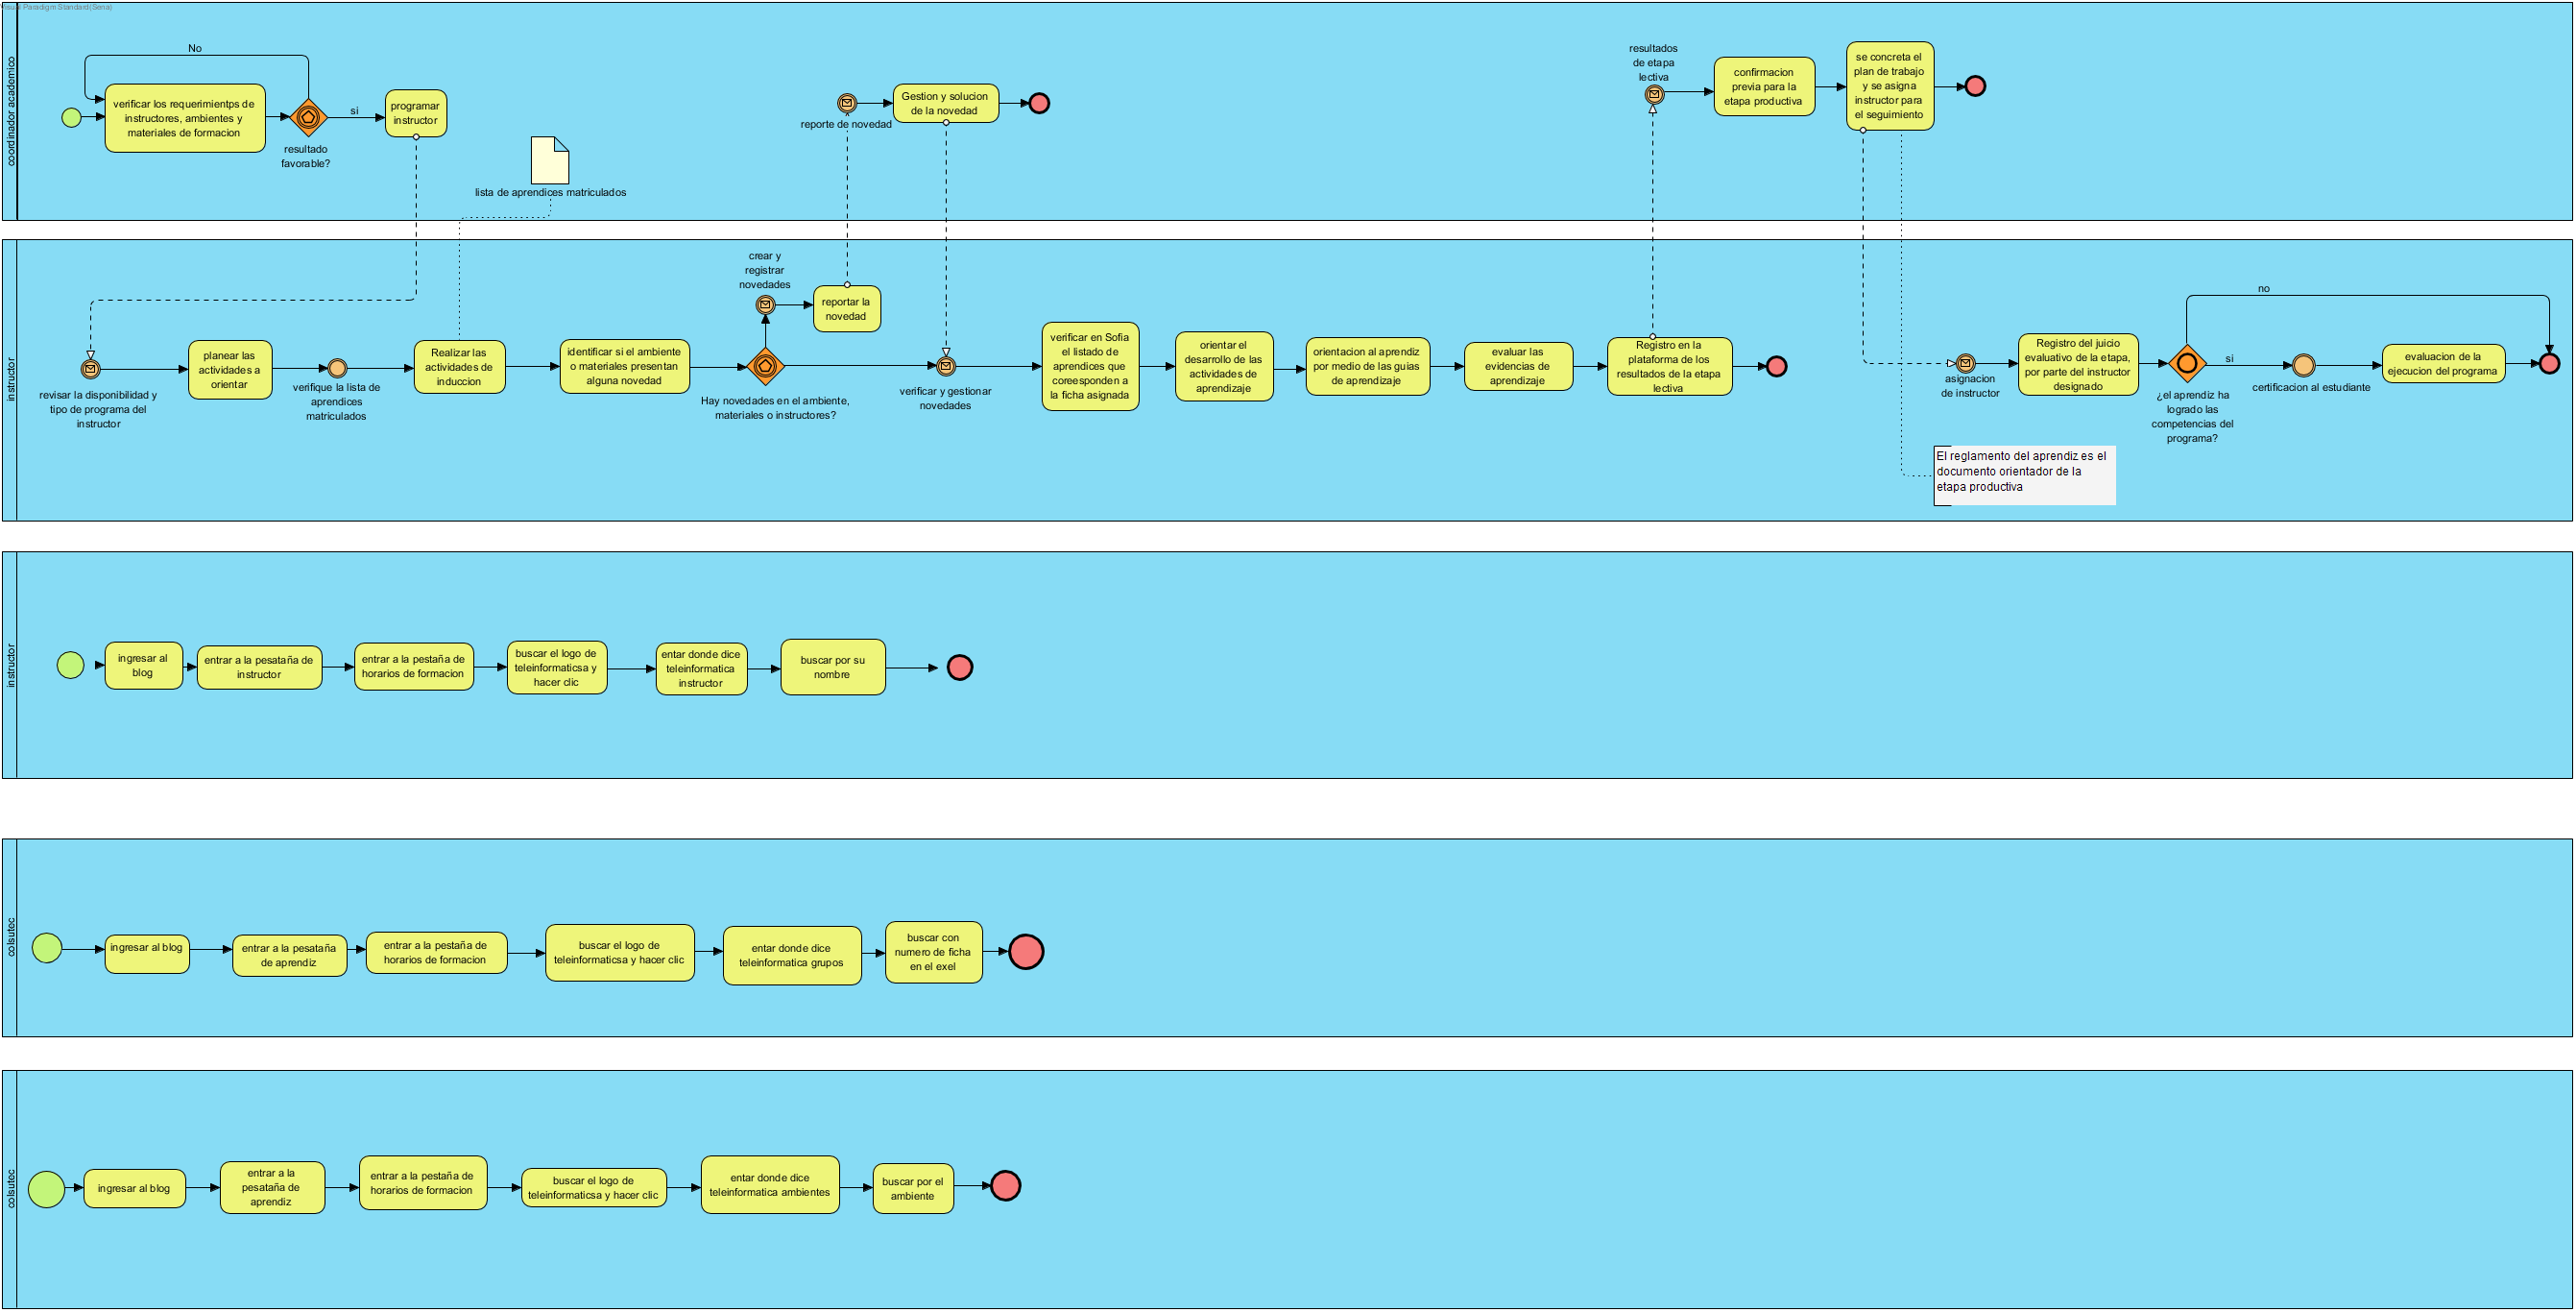 Visual Paradigm Standard(Sena)
coordinador academico
No
verificar los requerimientps de
instructores, ambientes y
materiales de formacion
resultado
favorable?
si
programar
instructor
lista de aprendices matriculados
reporte de novedad
Gestion y solucion
de la novedad
resultados
de etapa
lectiva
confirmacion
previa para la
etapa productiva
se concreta el
plan de trabajo
y se asigna
instructor para
el seguimiento
instructor
revisar la disponibilidad y
tipo de programa del
instructor
planear las
actividades a
orientar
verifique la lista de
aprendices
matriculados
Realizar las
actividades de
induccion
identificar si el ambiente
o materiales presentan
alguna novedad
crear y
registrar
novedades
reportar la
novedad
Hay novedades en el ambiente,
materiales o instructores?
verificar y gestionar
novedades
verificar en Sofia
el listado de
aprendices que
coreesponden a
la ficha asignada
orientar el
desarrollo de las
actividades de
aprendizaje
orientacion al aprendiz
por medio de las guias
de aprendizaje
evaluar las
evidencias de
aprendizaje
Registro en la
plataforma de los
resultados de la etapa
lectiva
asignacion
de instructor
Registro del juicio
evaluativo de la etapa,
por parte del instructor
designado
no
si
¿el aprendiz ha
logrado las
competencias del
programa?
certificacion al estudiante
evaluacion de la
ejecucion del programa
El reglamento del aprendiz es el
documento orientador de la
etapa productiva
instructor
ingresar al
blog
entrar a la pesataña de
instructor
entrar a la pestaña de
horarios de formacion
buscar el logo de
teleinformaticsa y
hacer clic
entar donde dice
teleinformatica
instructor
buscar por su
nombre
colsutec
ingresar al blog
entrar a la pesataña
de aprendiz
entrar a la pestaña de
horarios de formacion
buscar el logo de
teleinformaticsa y hacer clic
entar donde dice
teleinformatica grupos
buscar con
numero de ficha
en el exel
colsutec
ingresar al blog
entrar a la
pesataña de
aprendiz
entrar a la pestaña de
horarios de formacion
buscar el logo de
teleinformaticsa y hacer clic
entar donde dice
teleinformatica ambientes
buscar por el
ambiente